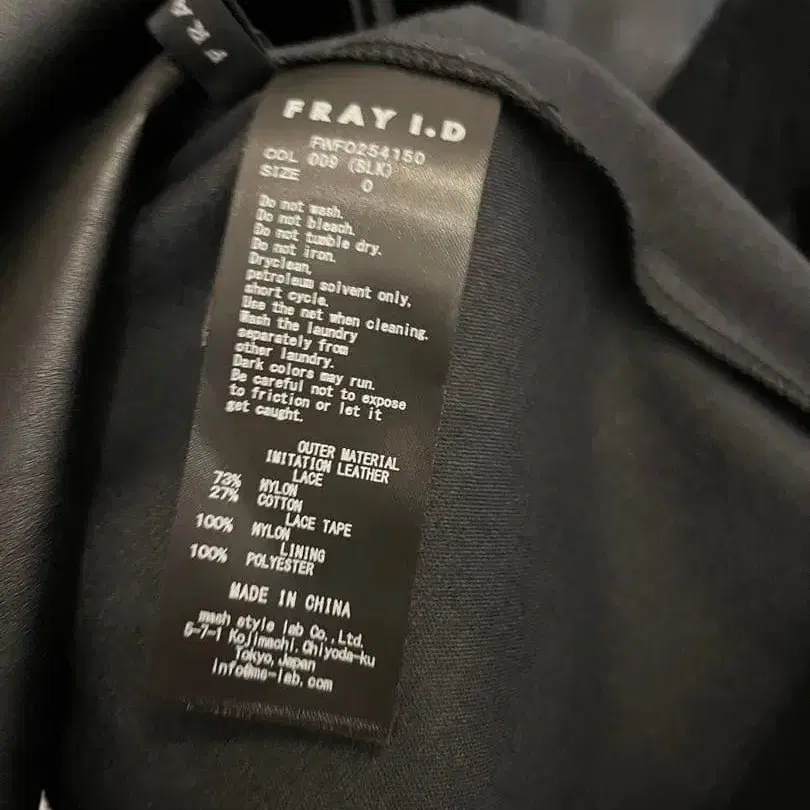 FRA
FRAY I.D
FWFO254150
COL 009 (BLK)
SIZE 0
Do not wash.
Do not bleach.
Do not tumble dry.
Do not iron.
Dryclean,
petroleum solvent only,
short cycle.
Use the net when cleaning.
Wash the laundry
separately from
other laundry.
Dark colors may run.
Be careful not to expose
to friction or let it
get caught.
OUTER MATERIAL
IMITATION LEATHER
LACE
73% NYLON
27% COTTON
LACE TAPE
100% NYLON
LINING
100% POLYESTER
MADE IN CHINA
mash style lab Co.,Ltd.
5-7-1 Kojimachi,Chiyoda-ku
Tokyo,Japan
info@ms-lab.com